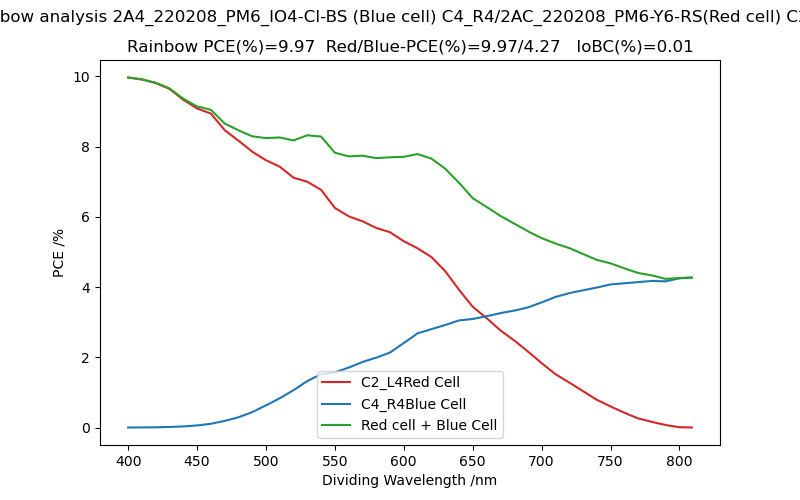 bow analysis 2A4_220208_PM6_IO4-Cl-BS (Blue cell) C4_R4/2AC_220208_PM6-Y6-RS(Red cell) C2
Rainbow PCE(%)=9.97 Red/Blue-PCE(%)=9.97/4.27 IoBC(%)=0.01
10
8
6
4
2
0
PCE /%
C2_L4Red Cell
C4_R4Blue Cell
Red cell + Blue Cell
400 450 500 550 600 650 700 750 800
Dividing Wavelength /nm